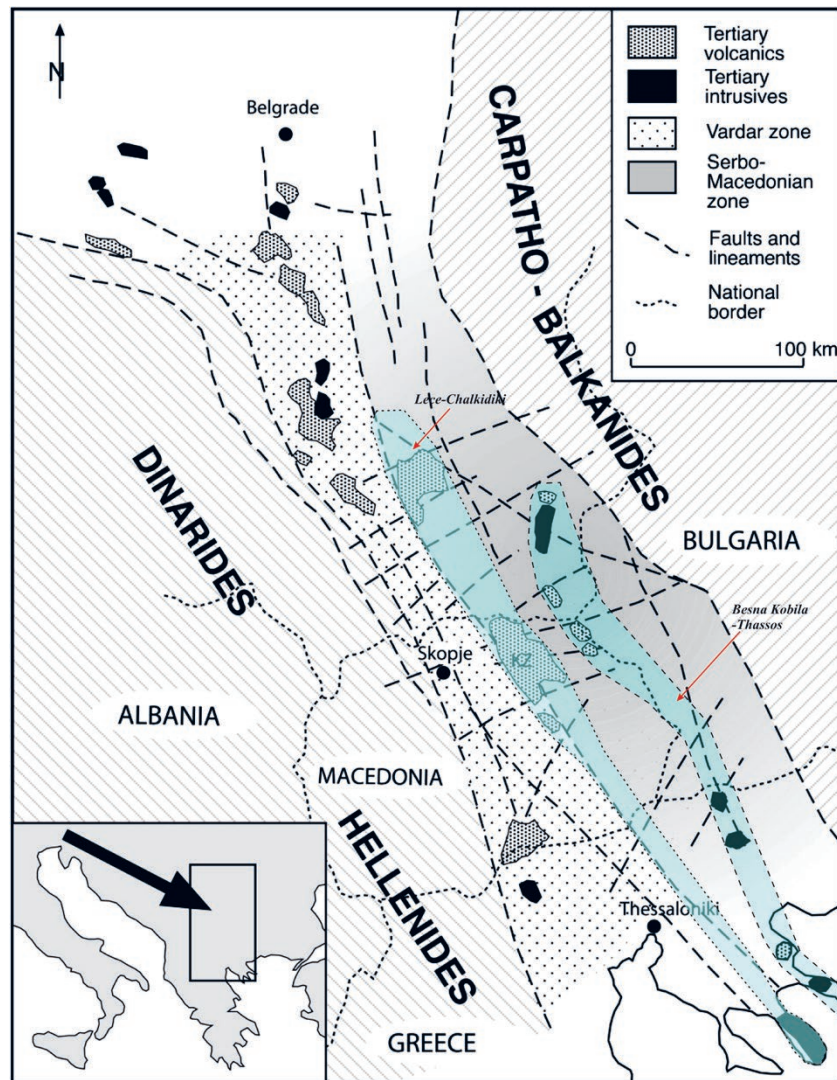 N
Belgrade
CARPATHO - BALKANIDES
Tertiary
volcanics
Tertiary
intrusives
Vardar zone
Serbo-
Macedonian
zone
Faults and
lineaments
National
border
0
100 km
Lece-Chalkidiki
DINARIDES
BULGARIA
Besna Kobila
-Thassos
Skopje
KZ
ALBANIA
MACEDONIA
HELLENIDES
Thessaloniki
GREECE